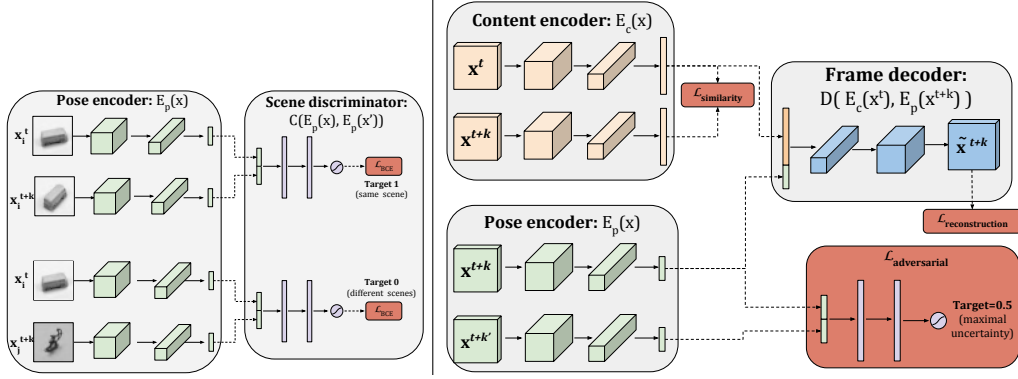 Pose encoder: E_p(x)
x_i^t
x_i^{t+k}
x_i^t
x_j^{t+k}
Scene discriminator:
C(E_p(x), E_p(x'))
ℒ_BCE
Target 1
(same scene)
Target 0
(different scenes)
ℒ_BCE
Content encoder: E_c(x)
x^t
x^{t+k}
ℒ_similarity
Pose encoder: E_p(x)
x^{t+k}
x^{t+k'}
Frame decoder:
D( E_c(x^t), E_p(x^{t+k}) )
x̃^{t+k}
ℒ_reconstruction
ℒ_adversarial
Target=0.5
(maximal
uncertainty)